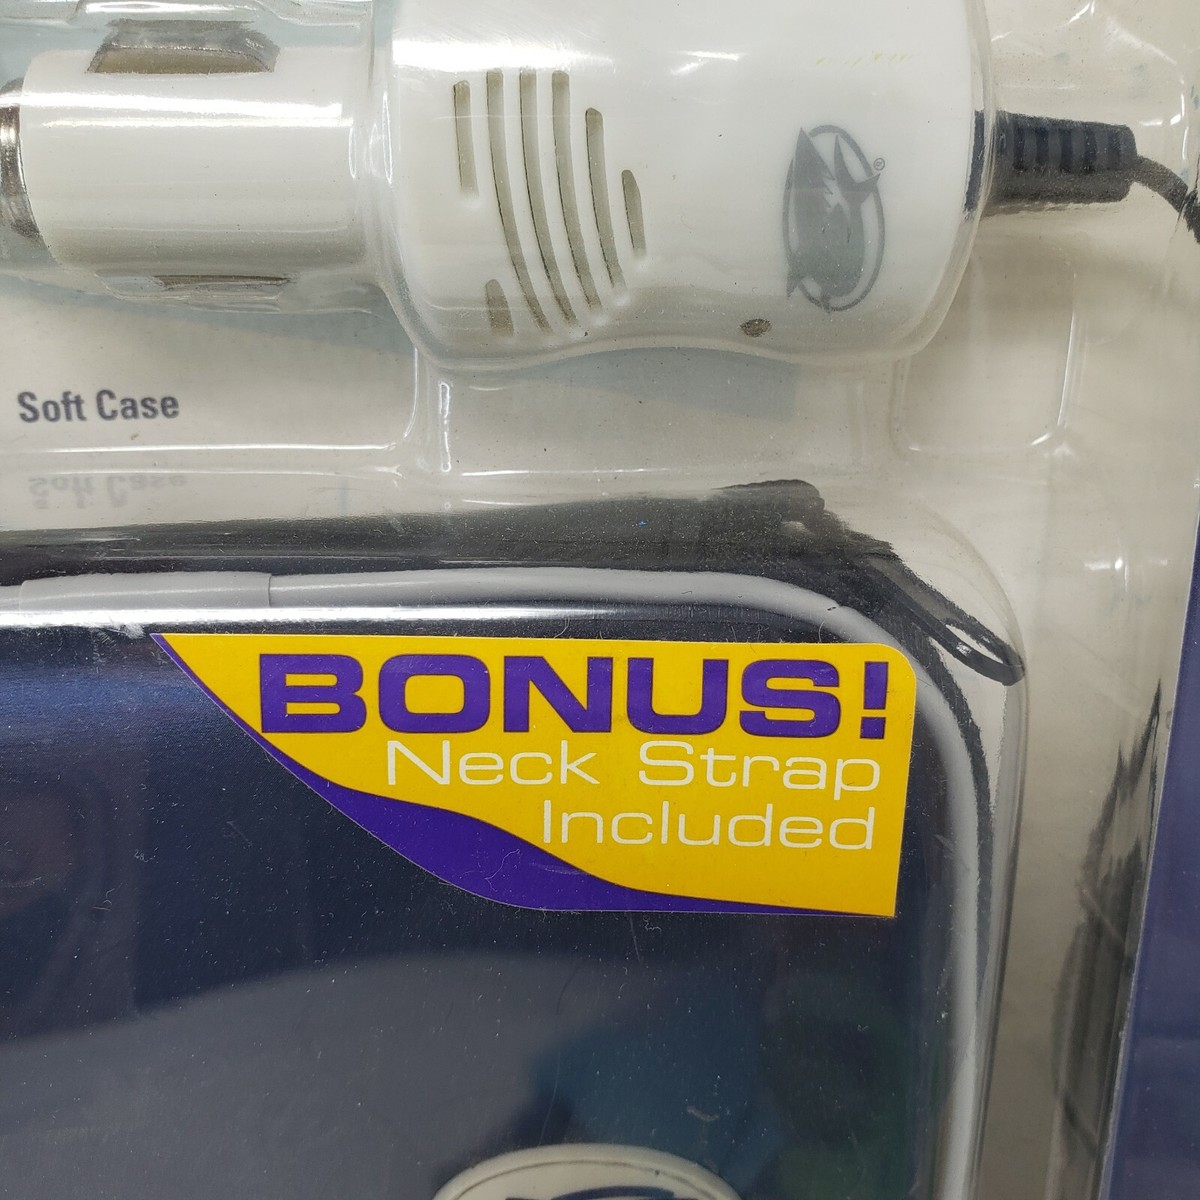 ®
Soft Case
BONUS!
Neck Strap
Included